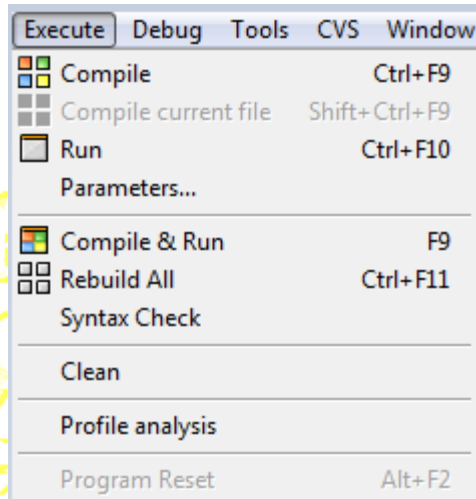 Execute Debug Tools CVS Window
Compile Ctrl+F9
Compile current file Shift+Ctrl+F9
Run Ctrl+F10
Parameters...
Compile & Run F9
Rebuild All Ctrl+F11
Syntax Check
Clean
Profile analysis
Program Reset Alt+F2